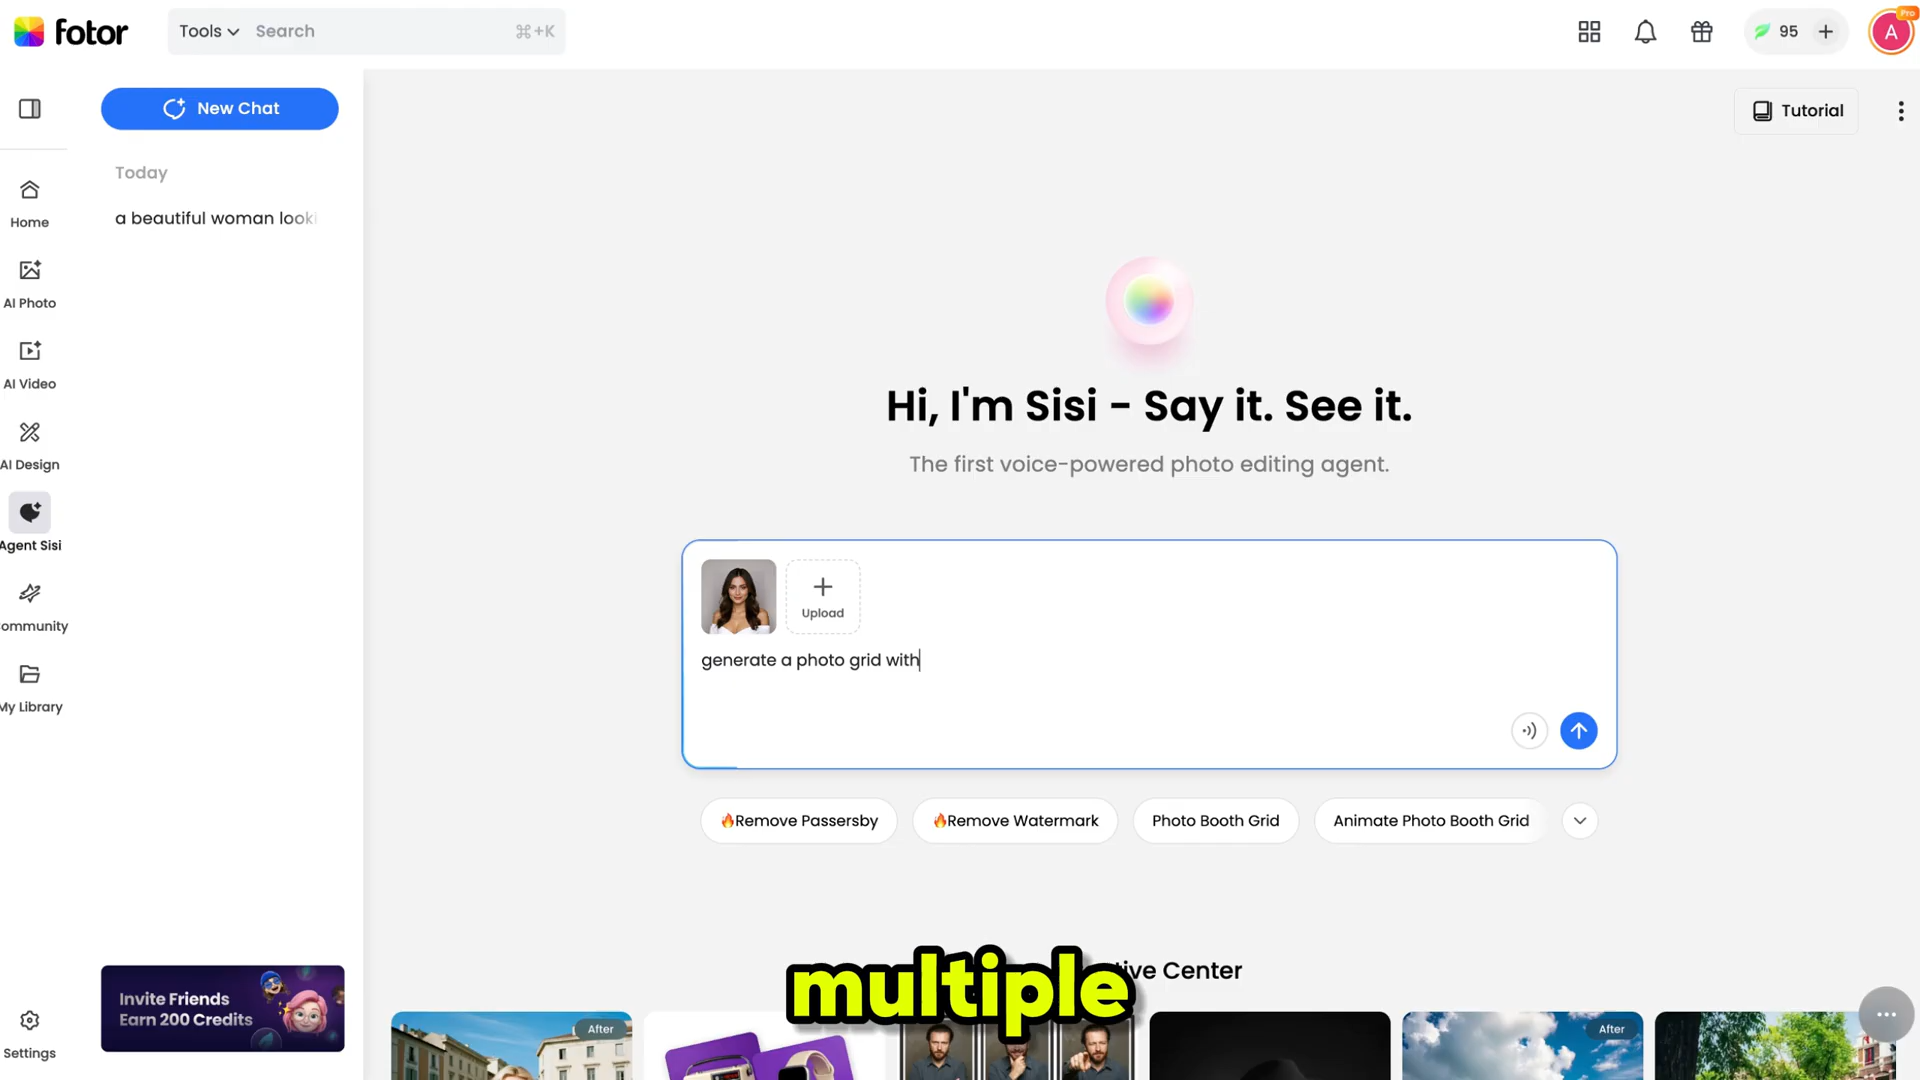 fotor
Tools
Search
⌘+K
95
Pro
A
New Chat
Tutorial
Today
a beautiful woman looki
Home
AI Photo
AI Video
AI Design
Agent Sisi
ommunity
My Library
Settings
Hi, I'm Sisi - Say it. See it.
The first voice-powered photo editing agent.
Upload
generate a photo grid with
Remove Passersby
Remove Watermark
Photo Booth Grid
Animate Photo Booth Grid
tive Center
multiple
Invite Friends
Earn 200 Credits
After
After